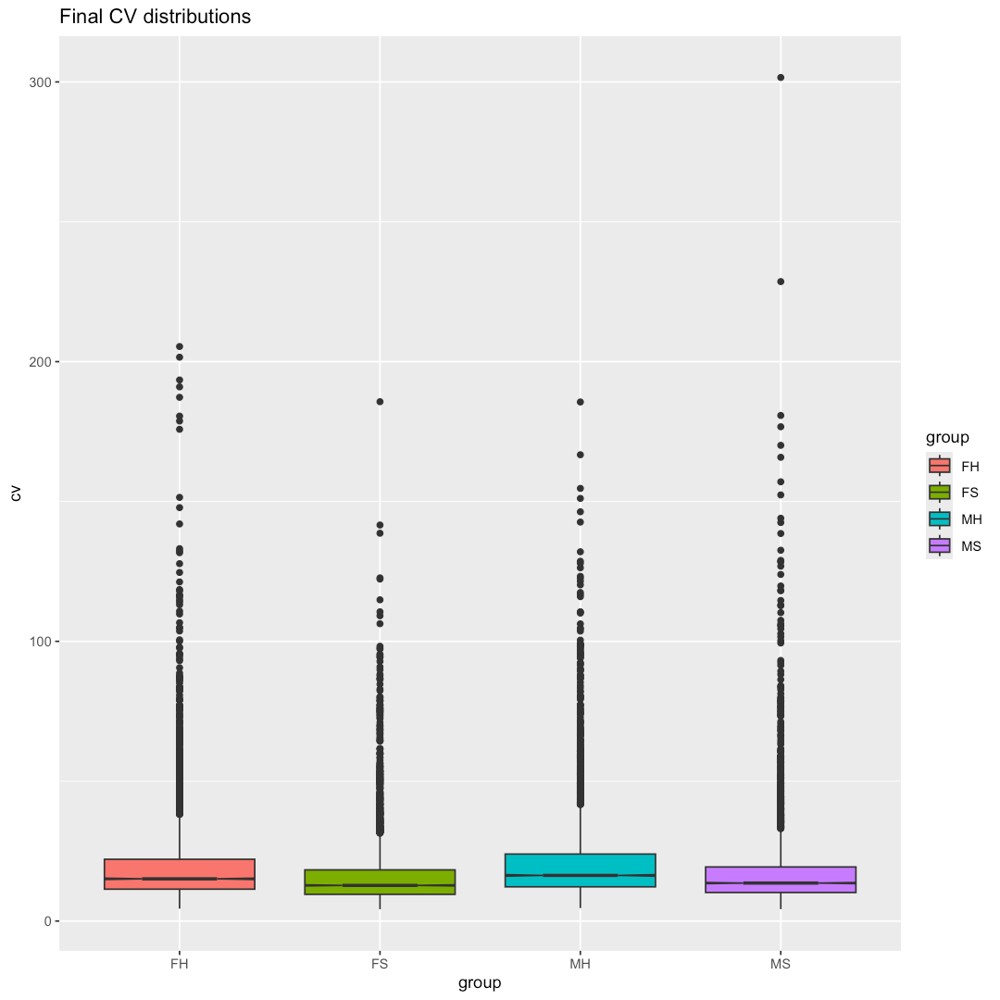 Final CV distributions
300
200
100
0
cv
FH
FS
MH
MS
group
group
FH
FS
MH
MS